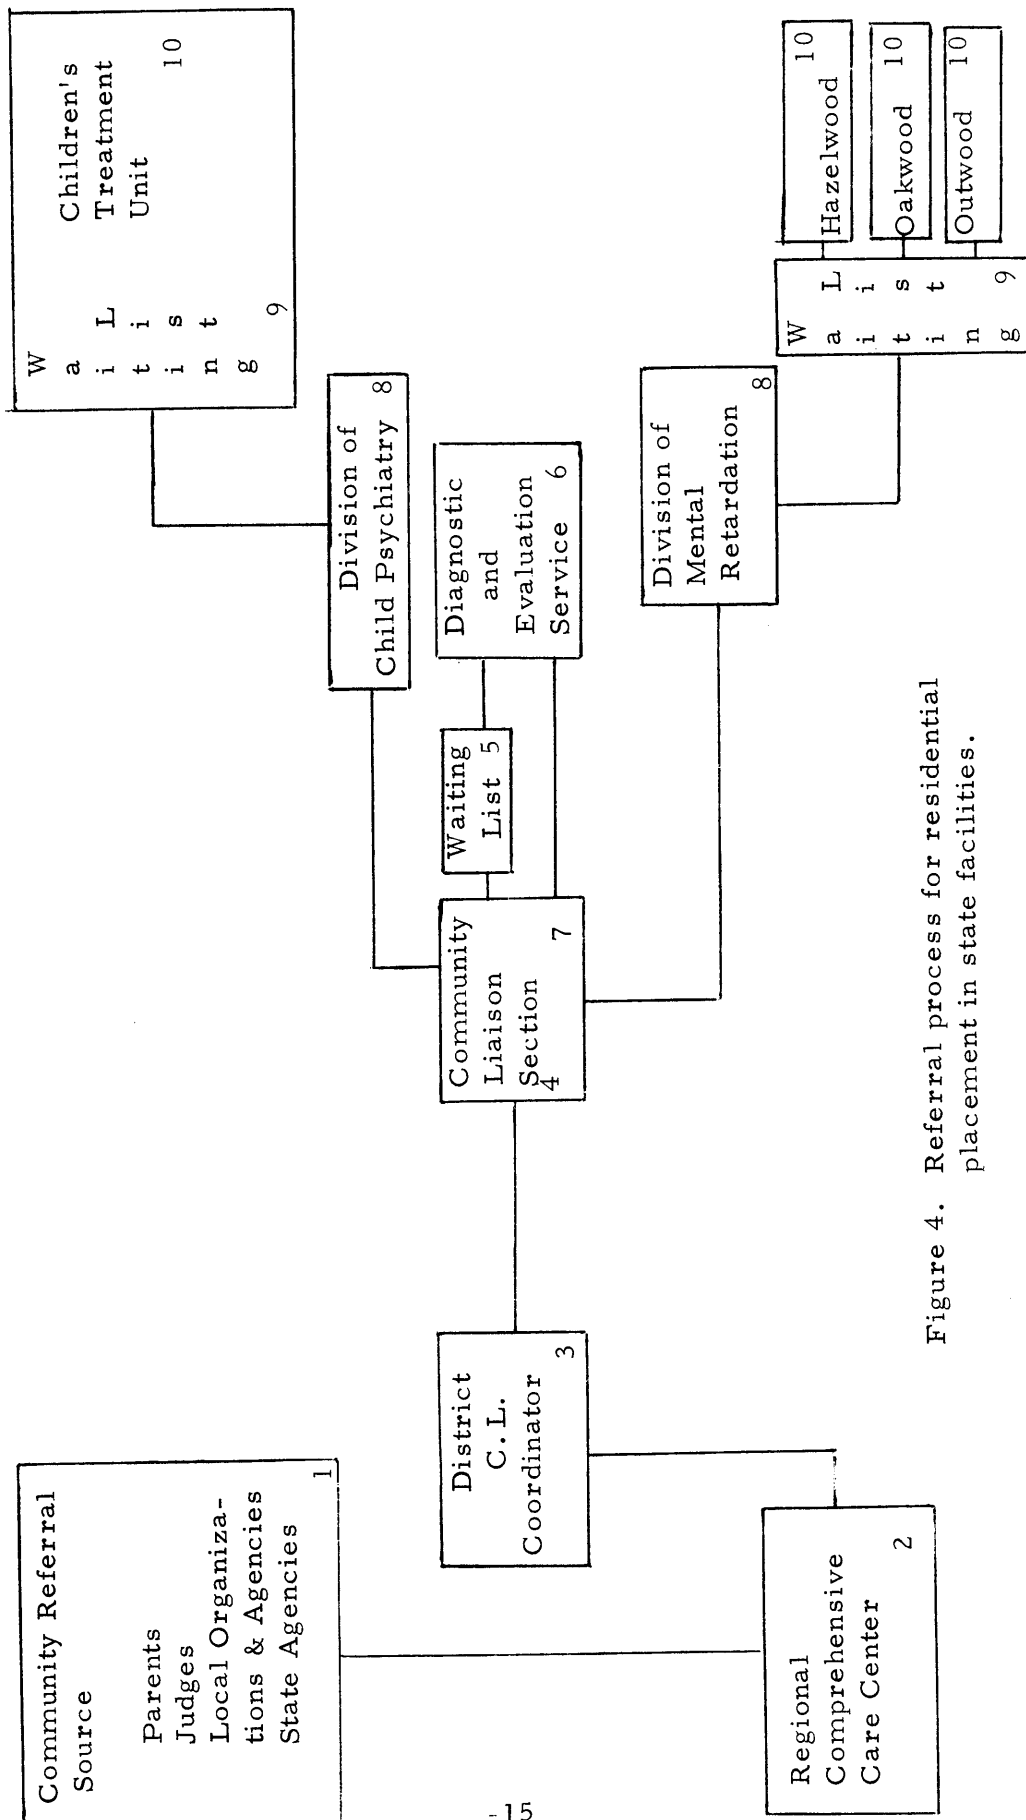 Community Referral
Source
Parents
Judges
Local Organiza-
tions & Agencies
State Agencies
1
Regional
Comprehensive
Care Center
2
District
C.L.
Coordinator
3
Community
Liaison
Section
4
7
Waiting
List 5
Diagnostic
and
Evaluation
Service 6
Division of
Child Psychiatry 8
Waiting List
9
Children's
Treatment
Unit
10
Division of
Mental
Retardation
8
Waiting List
9
Hazelwood
10
Oakwood 10
Outwood 10
Figure 4. Referral process for residential
placement in state facilities.
-15